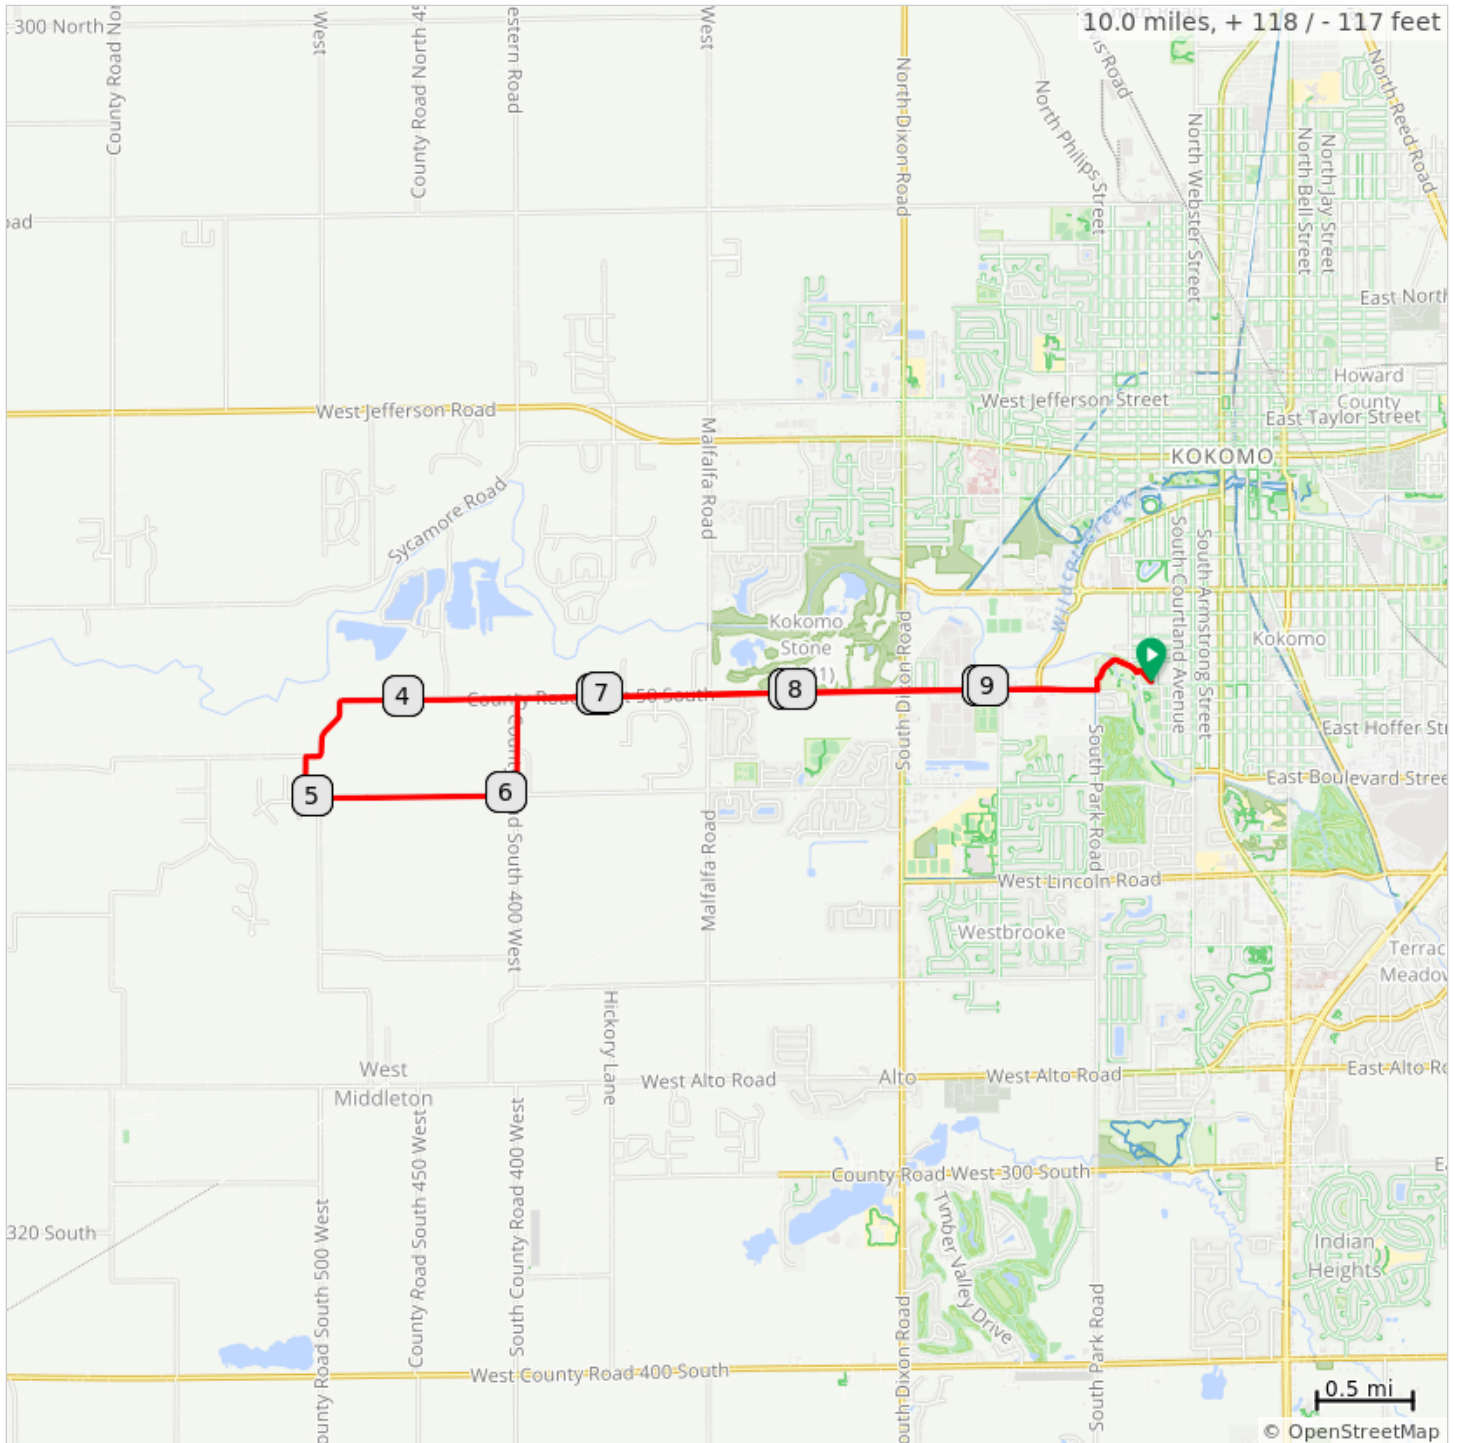 10.0 miles, + 118 / - 117 feet
300 North
County Road No
West
County Road North 4
estern Road
West
North Dixon Road
North Philips Street
vis Road
North Webster Street
North Bell Street
North Jay Street
North Reed Road
oad
East North
West Jefferson Road
West Jefferson Street
Howard
County
East Taylor Street
KOKOMO
Malfalfa Road
Sycamore Road
Wildcat Creek
South Courtland Avenue
South Armstrong Street
Kokomo
Stone
Kokomo
South Dixon Road
4
7
8
9
50 South
5
6
South Park Road
East Hoffer Str
East Boulevard Stree
d South 400 West
Malfalfa Road
West Lincoln Road
Westbrooke
Terrac
Meadow
Hickory Lane
West
Middleton
West Alto Road
Alto
West Alto Road
East Alto Ro
County Road South 450 West
South County Road 400 West
County Road West 300 South
320 South
Timber Valley Drive
Indian
Heights
ounty Road South 500 West
South Park Road
outh Dixon Road
West County Road 400 South
0.5 mi
© OpenStreetMap